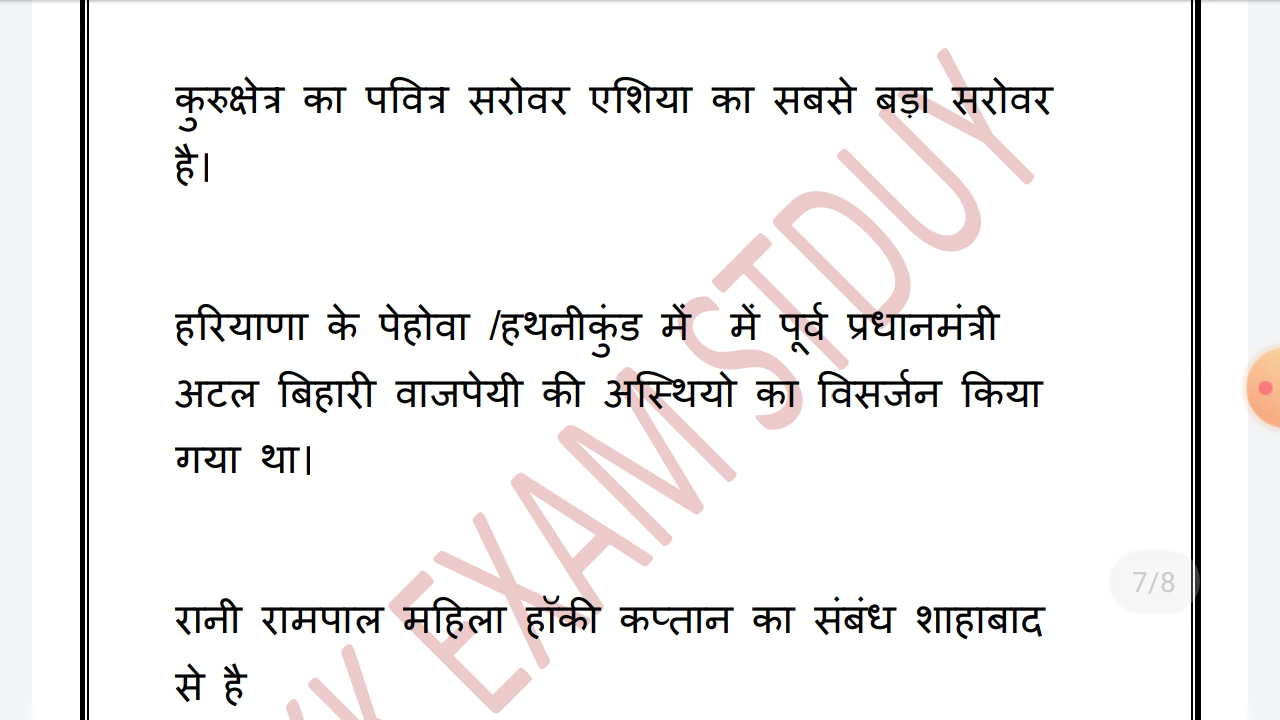 कुरुक्षेत्र का पवित्र सरोवर एशिया का सबसे बड़ा सरोवर
है।
हरियाणा के पेहोवा /हथनीकुंड में में पूर्व प्रधानमंत्री
अटल बिहारी वाजपेयी की अस्थियो का विसर्जन किया
गया था।
7/8
रानी रामपाल महिला हॉकी कप्तान का संबंध शाहाबाद
से है
EXAM STDUY